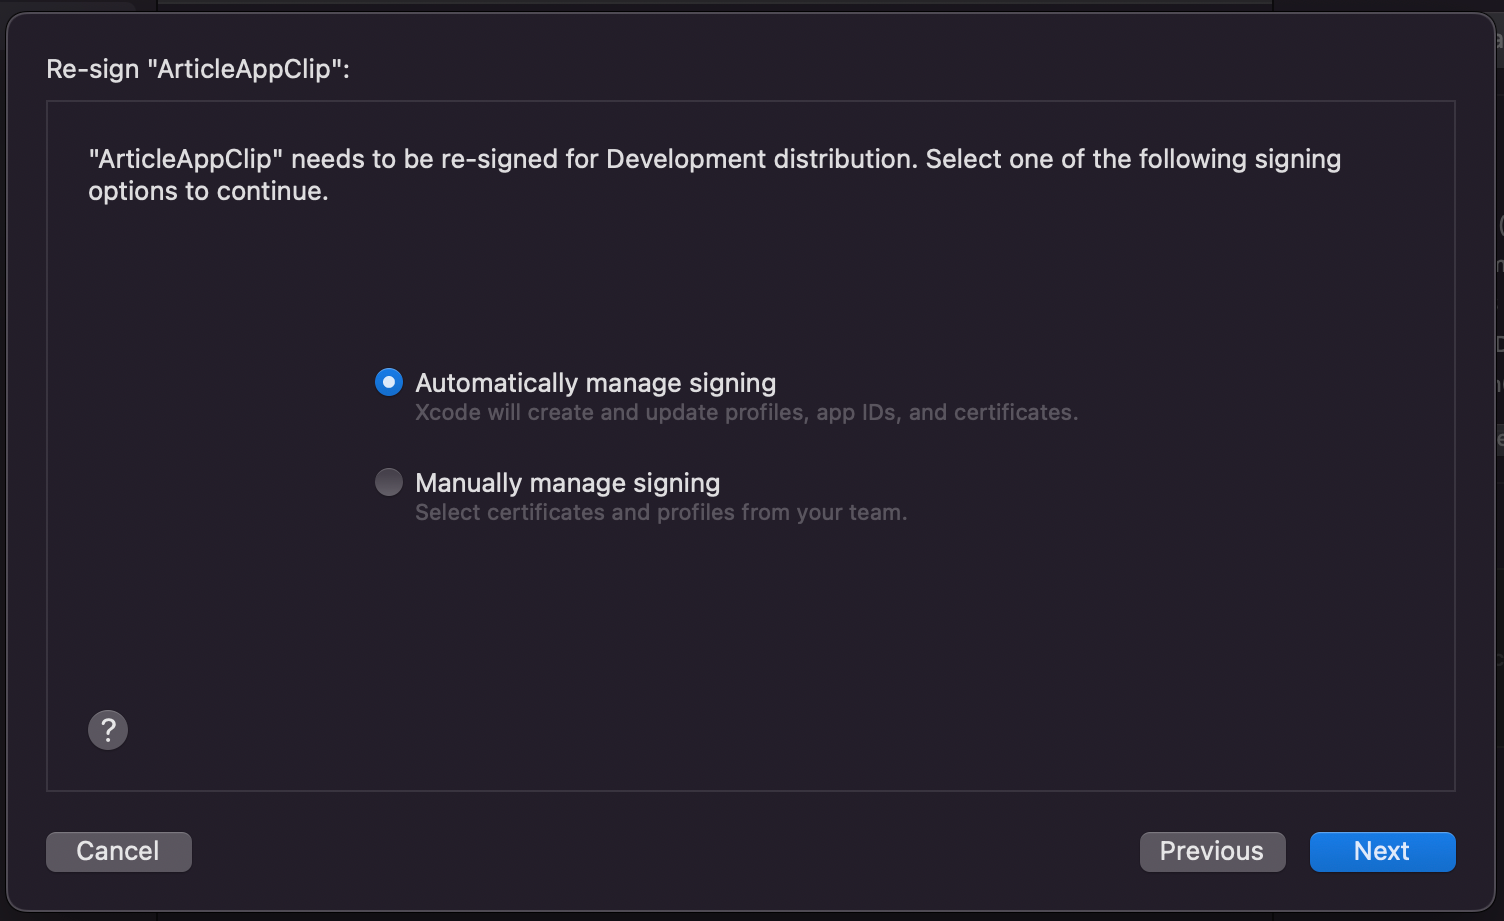 Re-sign "ArticleAppClip":
"ArticleAppClip" needs to be re-signed for Development distribution. Select one of the following signing
options to continue.
Automatically manage signing
Xcode will create and update profiles, app IDs, and certificates.
Manually manage signing
Select certificates and profiles from your team.
?
Cancel
Previous
Next